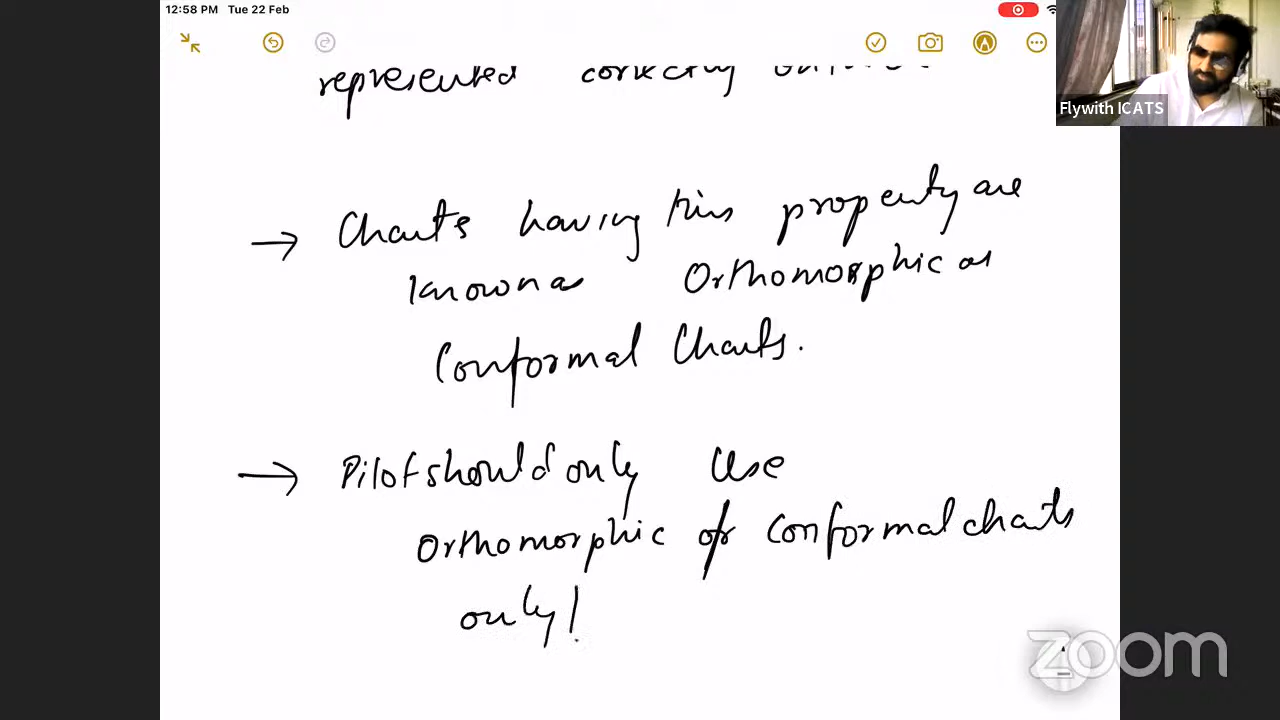 12:58 PM Tue 22 Feb
Flywith ICATS
represented correctly
→ Charts having this property are
known as Orthomorphic or
Conformal Charts.
→ Pilot should only use
Orthomorphic or conformal charts
only!
zoom